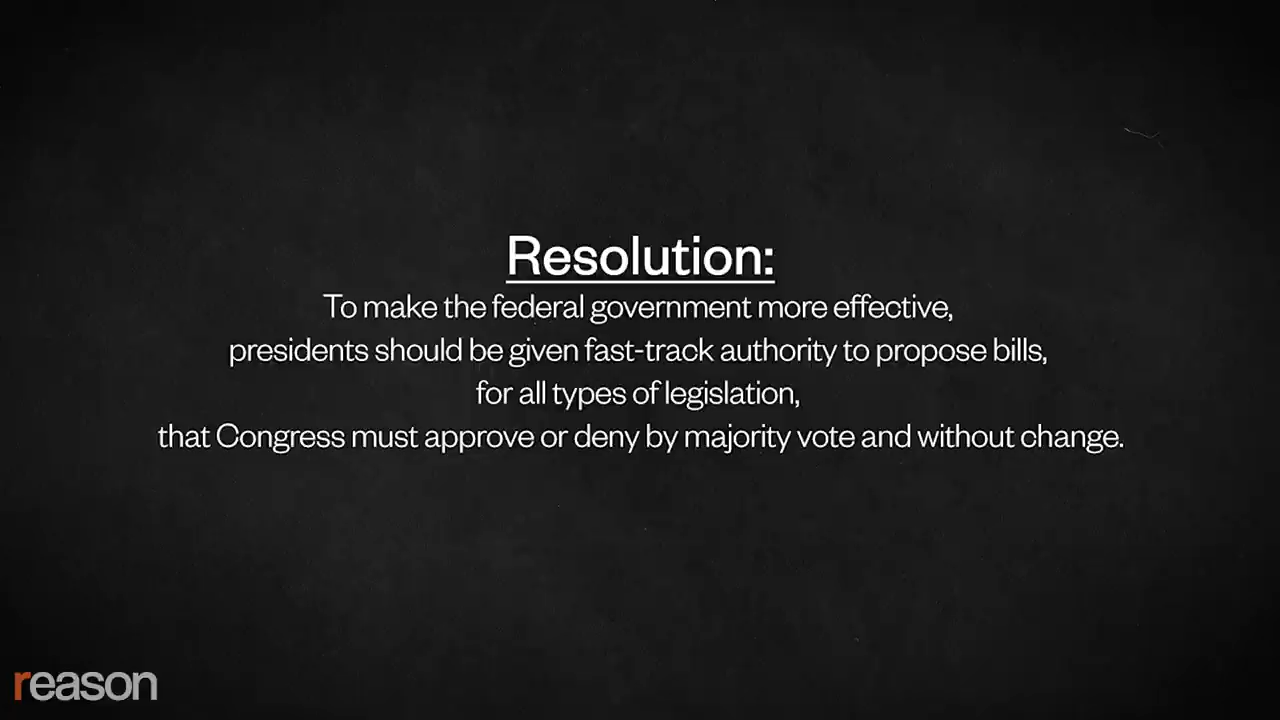 Resolution:
To make the federal government more effective,
presidents should be given fast-track authority to propose bills,
for all types of legislation,
that Congress must approve or deny by majority vote and without change.
reason